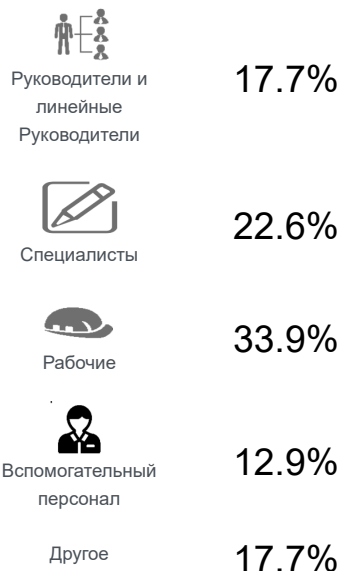 Руководители и
линейные
Руководители
17.7%
Специалисты
22.6%
Рабочие
33.9%
Вспомогательный
персонал
12.9%
Другое
17.7%